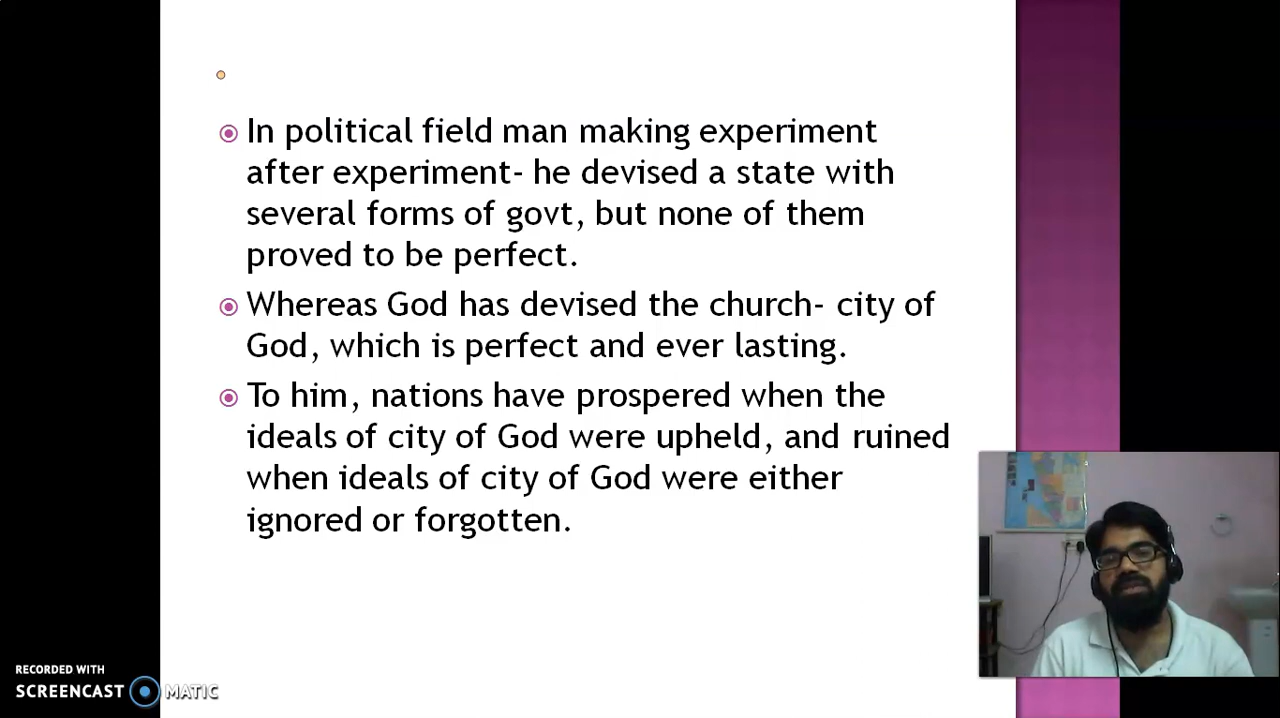 In political field man making experiment
after experiment- he devised a state with
several forms of govt, but none of them
proved to be perfect.
Whereas God has devised the church- city of
God, which is perfect and ever lasting.
To him, nations have prospered when the
ideals of city of God were upheld, and ruined
when ideals of city of God were either
ignored or forgotten.
RECORDED WITH
SCREENCAST MATIC